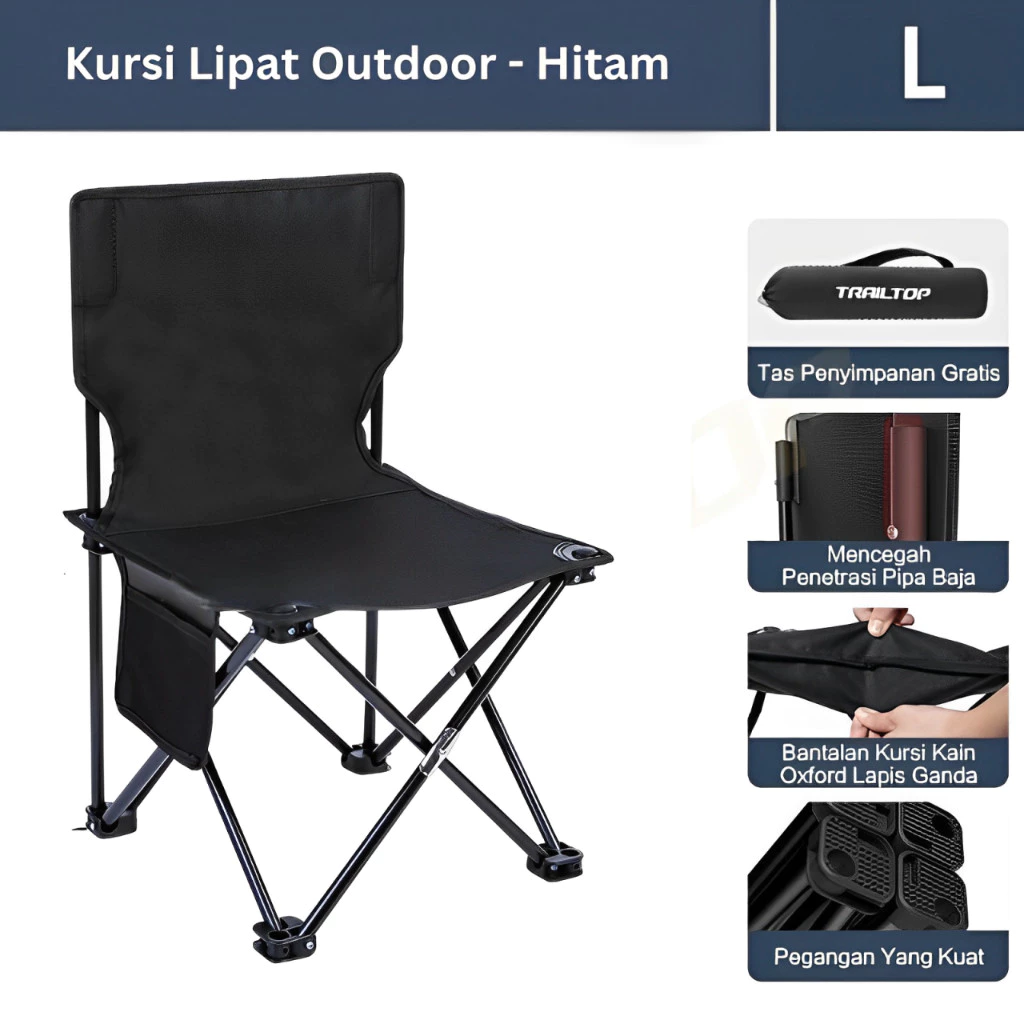 Kursi Lipat Outdoor - Hitam
L
TRAILTOP
Tas Penyimpanan Gratis
Mencegah
Penetrasi Pipa Baja
Bantalan Kursi Kain
Oxford Lapis Ganda
Pegangan Yang Kuat